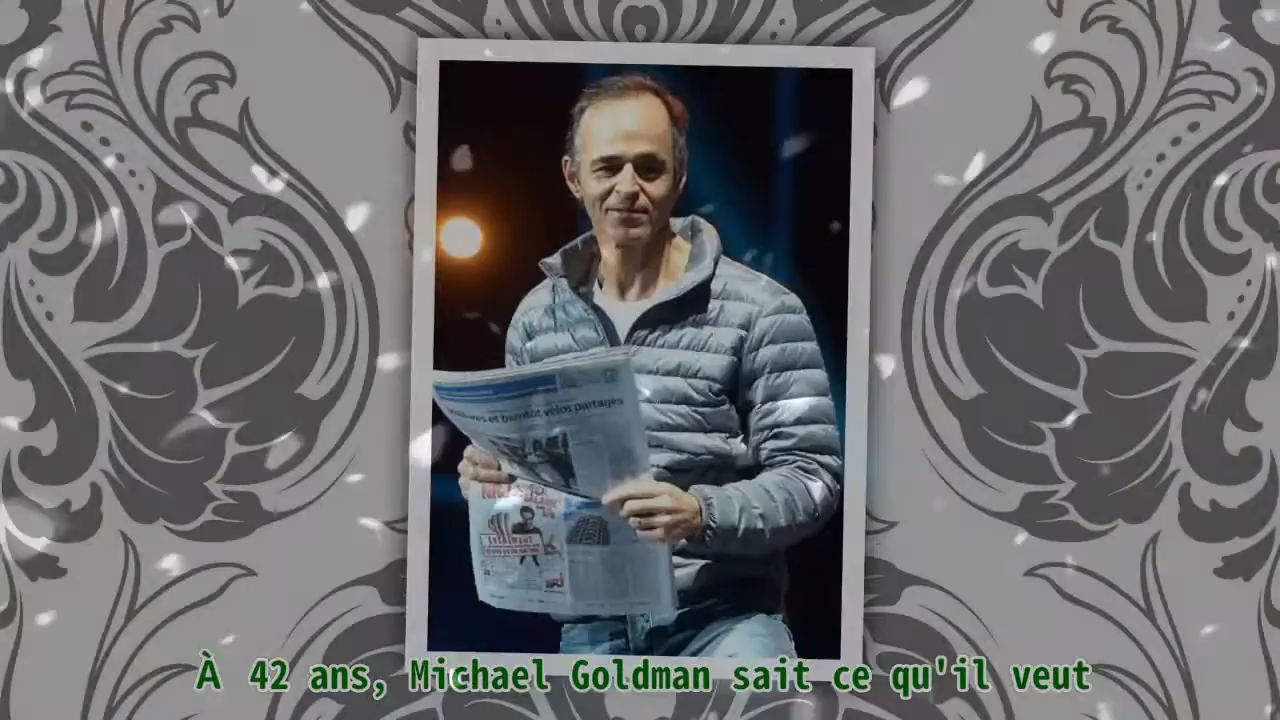 et bientôt vélos partagés
À 42 ans, Michael Goldman sait ce qu'il veut